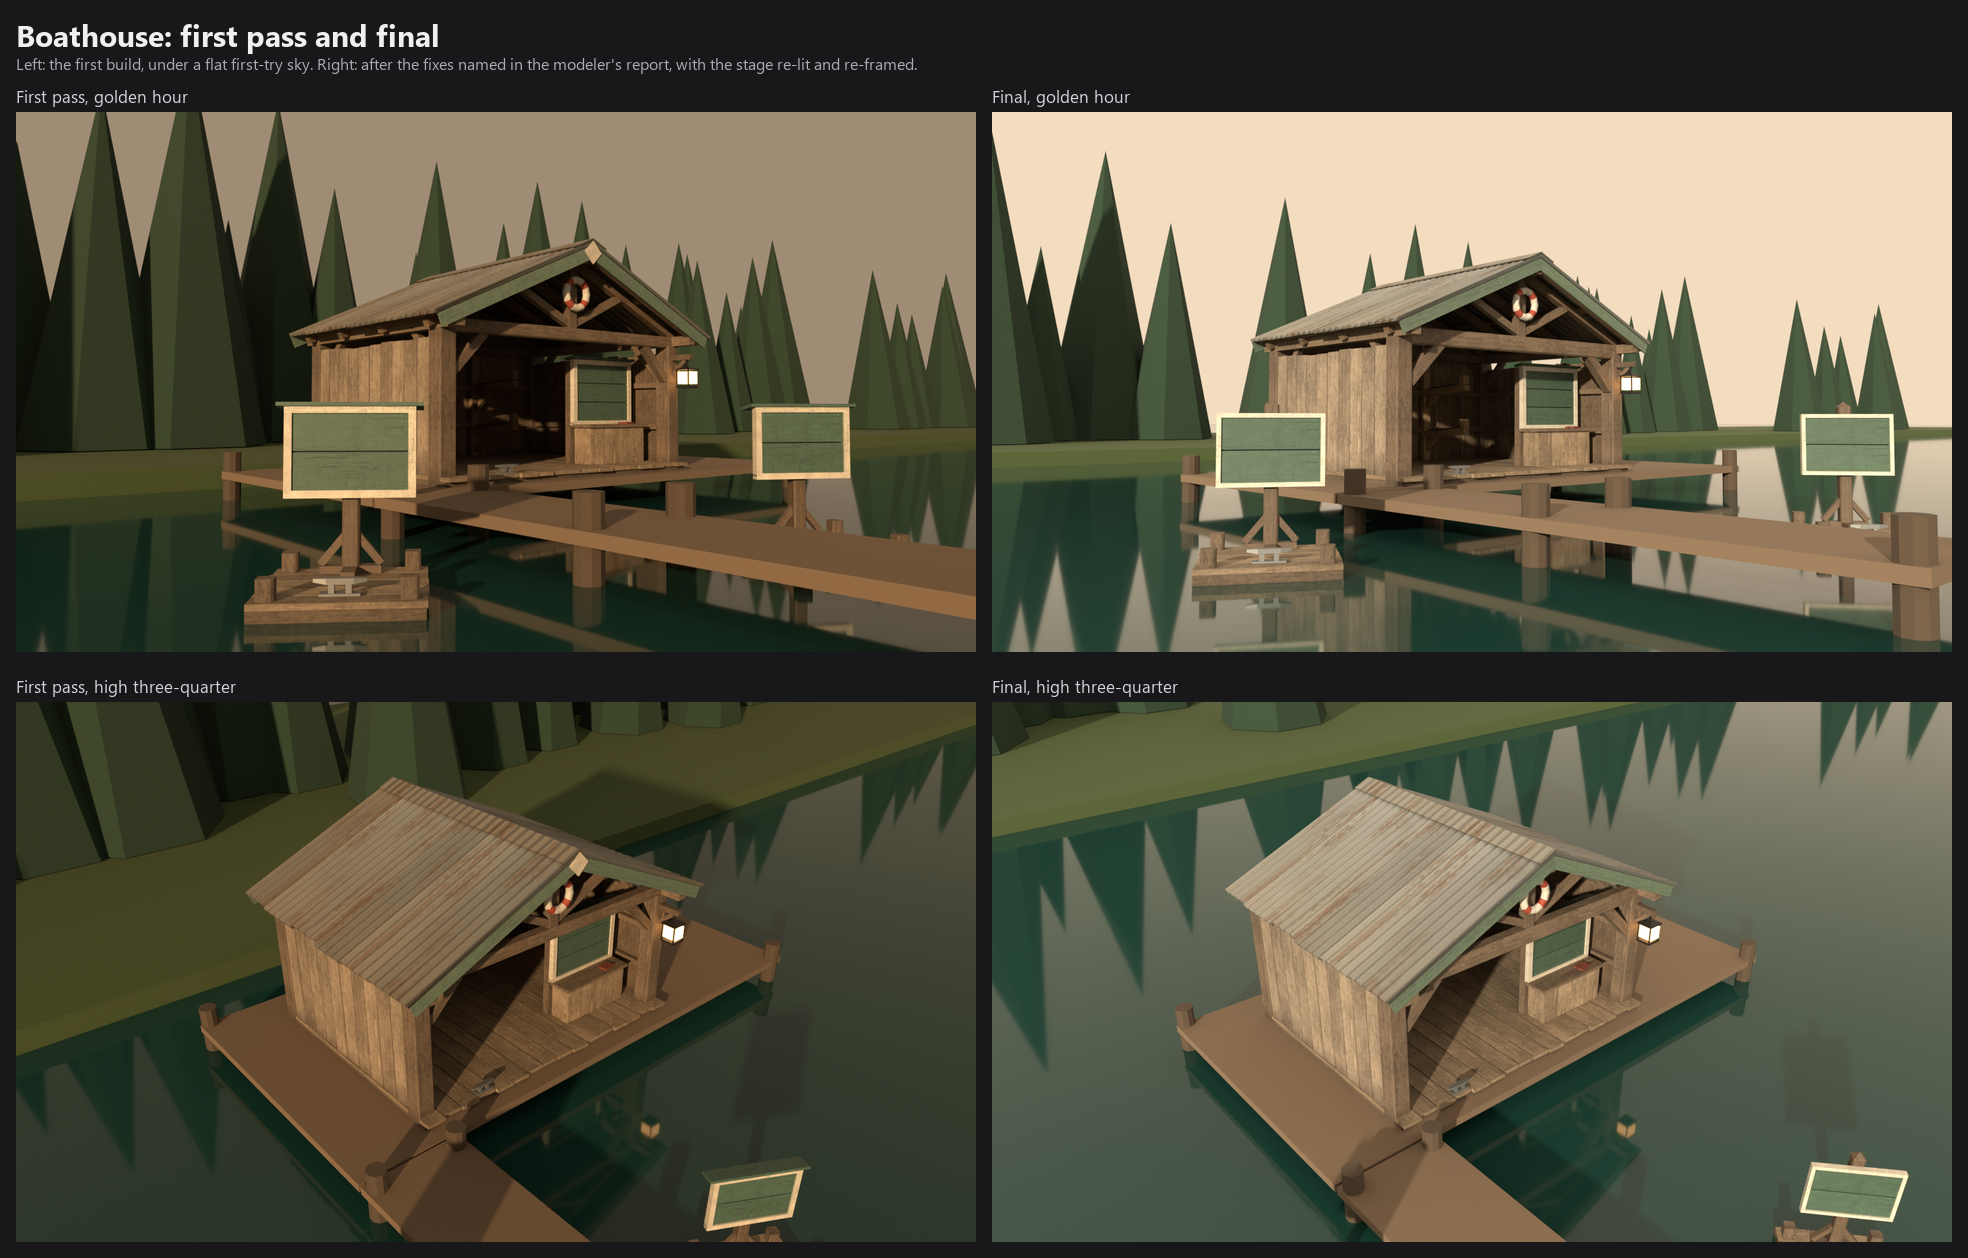 Boathouse: first pass and final
Left: the first build, under a flat first-try sky. Right: after the fixes named in the modeler's report, with the stage re-lit and re-framed.
First pass, golden hour
Final, golden hour
First pass, high three-quarter
Final, high three-quarter